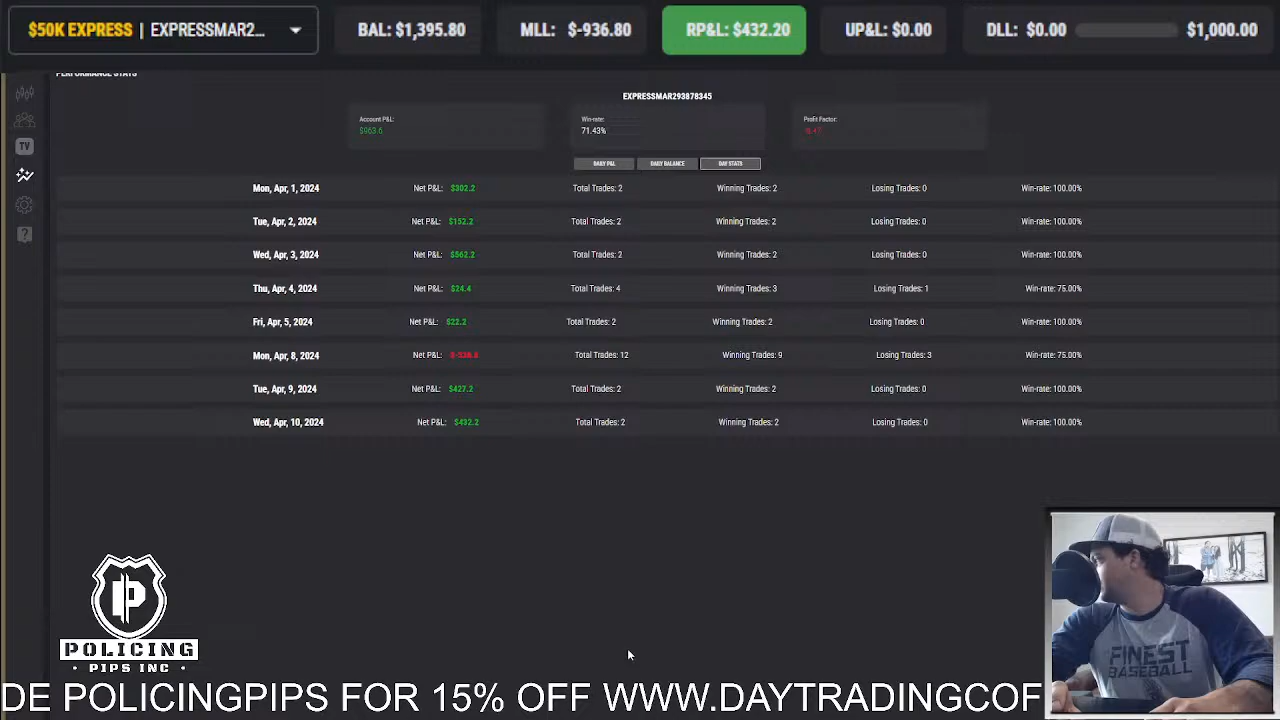 $50K EXPRESS | EXPRESSMAR2... BAL: $1,395.80 MLL: $-936.80 RP&L: $432.20 UP&L: $0.00 DLL: $0.00 $1,000.00
PERFORMANCE STATS
EXPRESSMAR293878345
Account P&L: Win-rate: Profit Factor:
$963.6 71.43%
DAILY P&L DAILY BALANCE DAY STATS
TV
Mon, Apr, 1, 2024 Net P&L: $302.2 Total Trades: 2 Winning Trades: 2 Losing Trades: 0 Win-rate: 100.00%
Tue, Apr, 2, 2024 Net P&L: $152.2 Total Trades: 2 Winning Trades: 2 Losing Trades: 0 Win-rate: 100.00%
Wed, Apr, 3, 2024 Net P&L: $562.2 Total Trades: 2 Winning Trades: 2 Losing Trades: 0 Win-rate: 100.00%
Thu, Apr, 4, 2024 Net P&L: $24.4 Total Trades: 4 Winning Trades: 3 Losing Trades: 1 Win-rate: 75.00%
Fri, Apr, 5, 2024 Net P&L: $22.2 Total Trades: 2 Winning Trades: 2 Losing Trades: 0 Win-rate: 100.00%
Mon, Apr, 8, 2024 Net P&L: Total Trades: 12 Winning Trades: 9 Losing Trades: 3 Win-rate: 75.00%
Tue, Apr, 9, 2024 Net P&L: $427.2 Total Trades: 2 Winning Trades: 2 Losing Trades: 0 Win-rate: 100.00%
Wed, Apr, 10, 2024 Net P&L: $432.2 Total Trades: 2 Winning Trades: 2 Losing Trades: 0 Win-rate: 100.00%
P
POLICING
• PIPS INC •
FINEST
BASEBALL
DE POLICINGPIPS FOR 15% OFF WWW.DAYTRADINGCOF